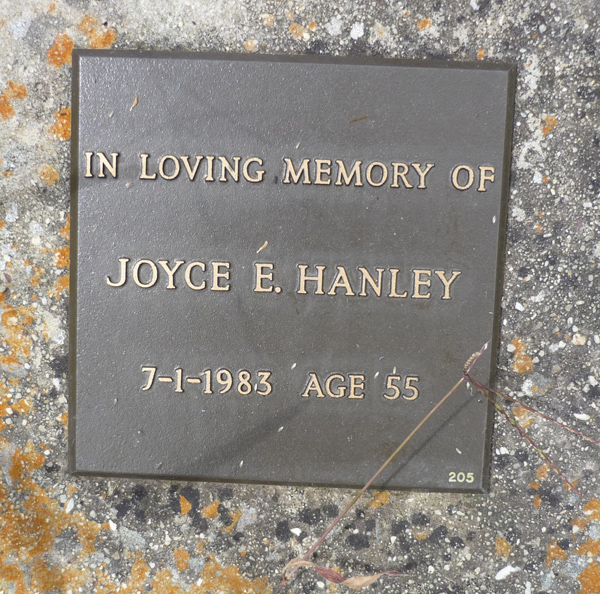 IN LOVING MEMORY OF
JOYCE E. HANLEY
7-1-1983 AGE 55
205